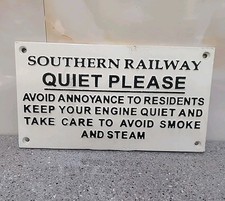 SOUTHERN RAILWAY
QUIET PLEASE
AVOID ANNOYANCE TO RESIDENTS
KEEP YOUR ENGINE QUIET AND
TAKE CARE TO AVOID SMOKE
AND STEAM